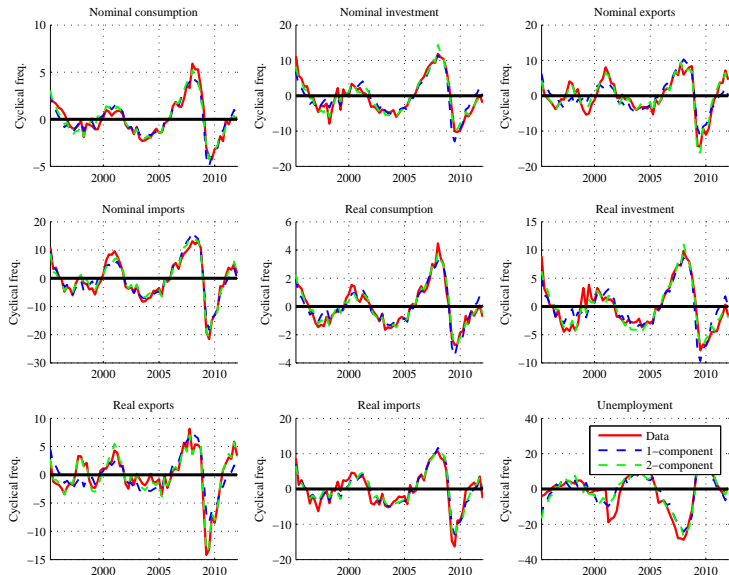 Nominal consumption
Cyclical freq.
10
5
0
−5
2000 2005 2010
Nominal investment
Cyclical freq.
20
10
0
−10
−20
2000 2005 2010
Nominal exports
Cyclical freq.
20
10
0
−10
−20
2000 2005 2010
Nominal imports
Cyclical freq.
20
10
0
−10
−20
−30
2000 2005 2010
Real consumption
Cyclical freq.
6
4
2
0
−2
−4
2000 2005 2010
Real investment
Cyclical freq.
15
10
5
0
−5
−10
2000 2005 2010
Real exports
Cyclical freq.
10
5
0
−5
−10
−15
2000 2005 2010
Real imports
Cyclical freq.
20
10
0
−10
−20
2000 2005 2010
Unemployment
Cyclical freq.
40
20
0
−20
−40
2000 2005 2010
Data
1−component
2−component